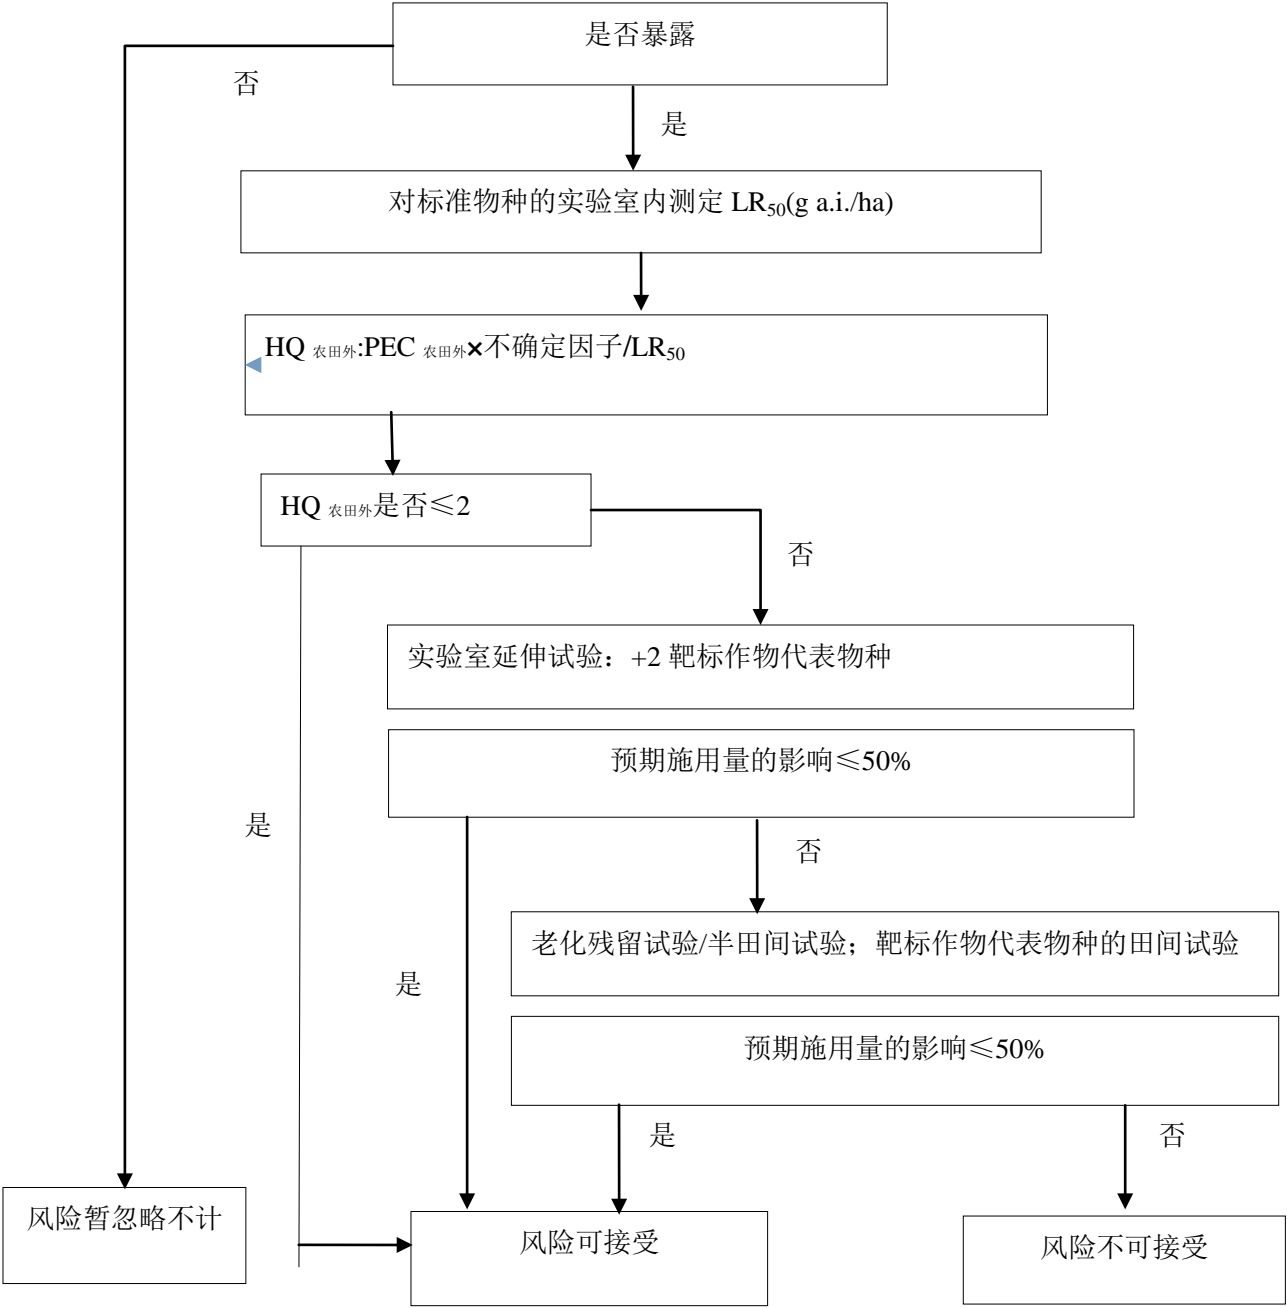 是否暴露
否
是
对标准物种的实验室内测定 LR50(g a.i./ha)
HQ 农田外:PEC 农田外×不确定因子/LR50
HQ 农田外是否≤2
否
实验室延伸试验：+2 靶标作物代表物种
预期施用量的影响≤50%
是
否
老化残留试验/半田间试验；靶标作物代表物种的田间试验
是
预期施用量的影响≤50%
是
否
风险暂忽略不计
风险可接受
风险不可接受